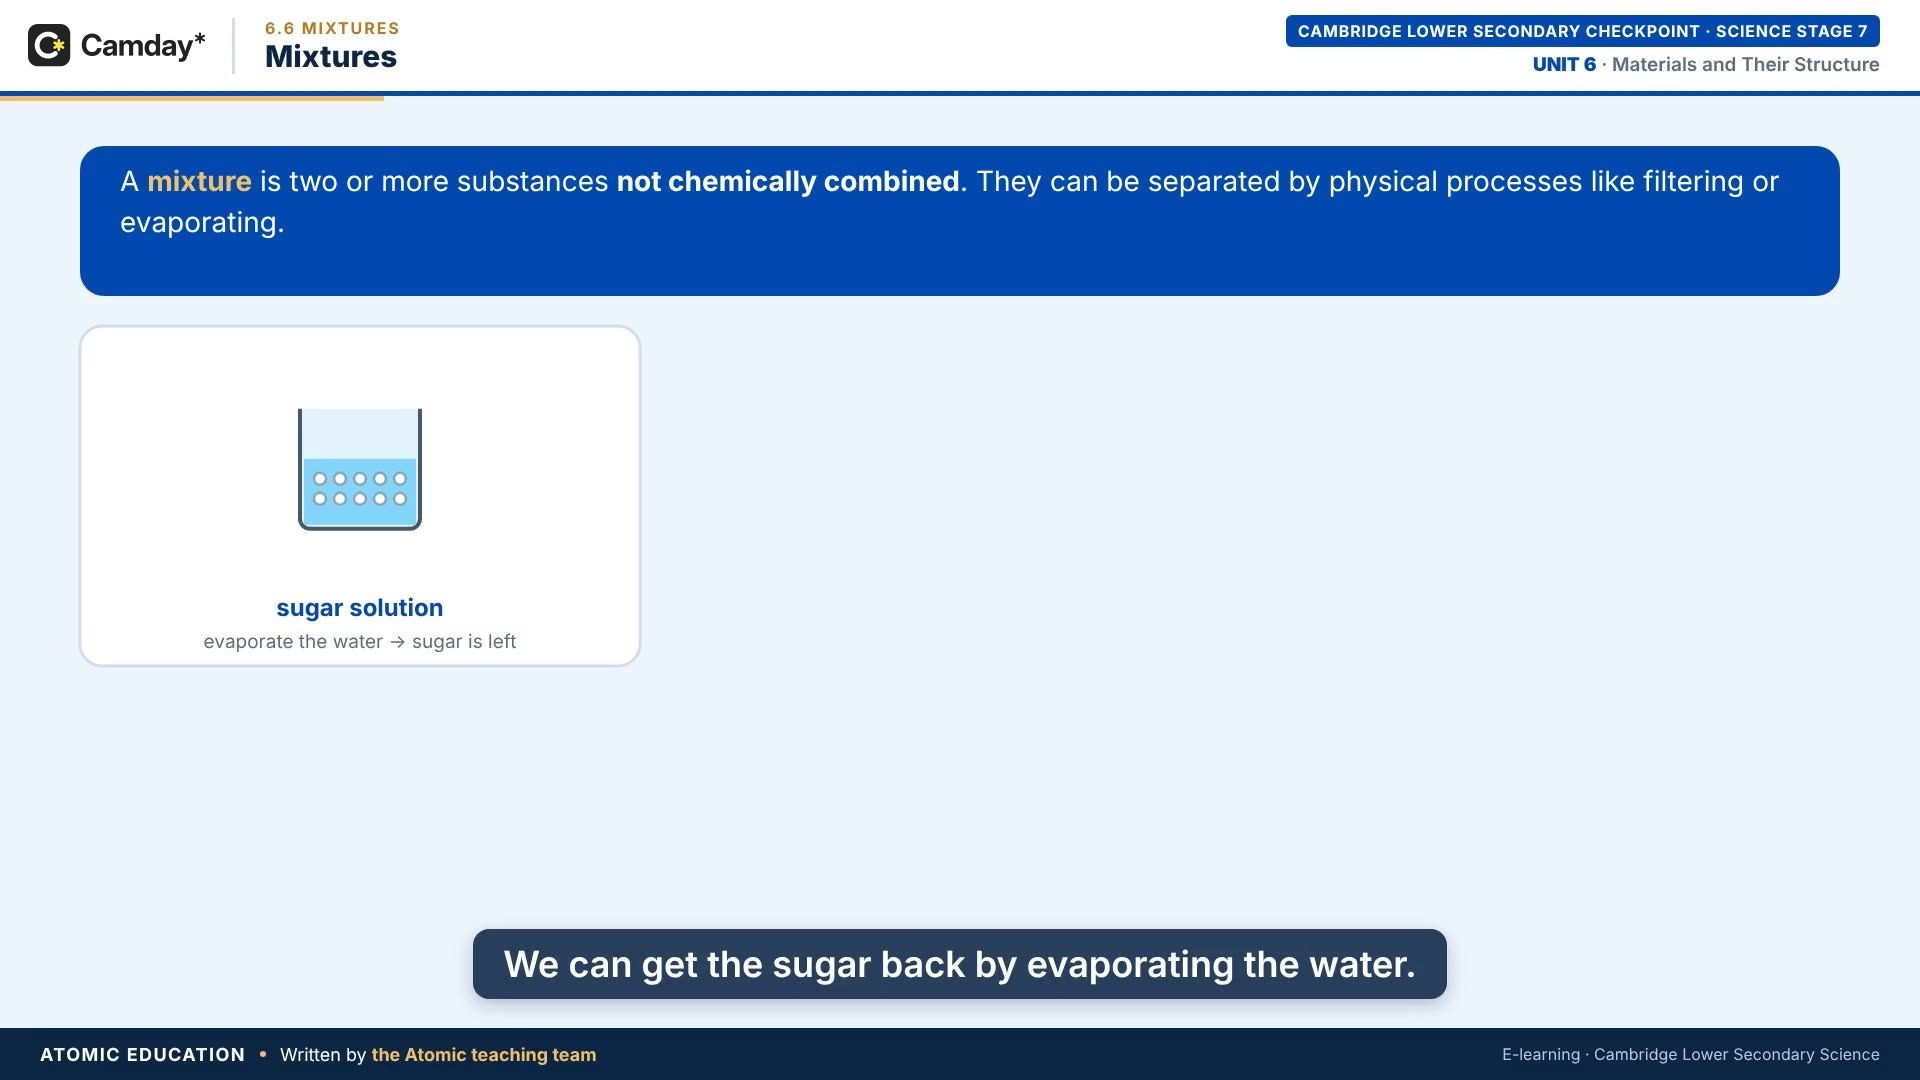 Camday*
6.6 MIXTURES
Mixtures
CAMBRIDGE LOWER SECONDARY CHECKPOINT · SCIENCE STAGE 7
UNIT 6 · Materials and Their Structure
A mixture is two or more substances not chemically combined. They can be separated by physical processes like filtering or
evaporating.
sugar solution
evaporate the water → sugar is left
We can get the sugar back by evaporating the water.
ATOMIC EDUCATION • Written by the Atomic teaching team
E-learning · Cambridge Lower Secondary Science